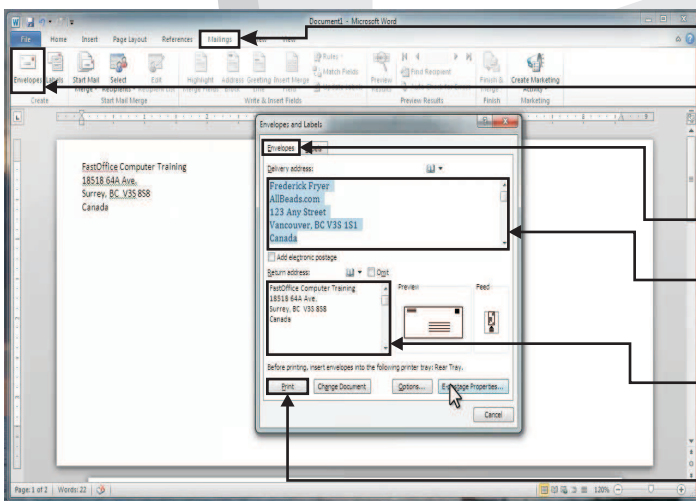 Document1 - Microsoft Word
File Home Insert Page Layout References Mailings View
Rules
Match Fields
Find Recipient
Envelopes Labels Start Mail Select Edit Highlight Address Greeting Insert Merge Preview Finish & Create Marketing
Merge Recipients Recipient List Merge Fields Block Line Field Results Activity
Create Start Mail Merge Write & Insert Fields Preview Results Finish Marketing
FastOffice Computer Training
18518 64A Ave.
Surrey, BC V3S 8S8
Canada
Envelopes and Labels
Envelopes
Delivery address:
Frederick Fryer
AllBeads.com
123 Any Street
Vancouver, BC V3S 1S1
Canada
Add electronic postage
Return address: Omit
FastOffice Computer Training
18518 64A Ave.
Surrey, BC V3S 8S8
Canada
Preview Feed
Before printing, insert envelopes into the following printer tray: Rear Tray.
Print Change Document Options... E-postage Properties...
Cancel
Page: 1 of 2 Words: 22 120%